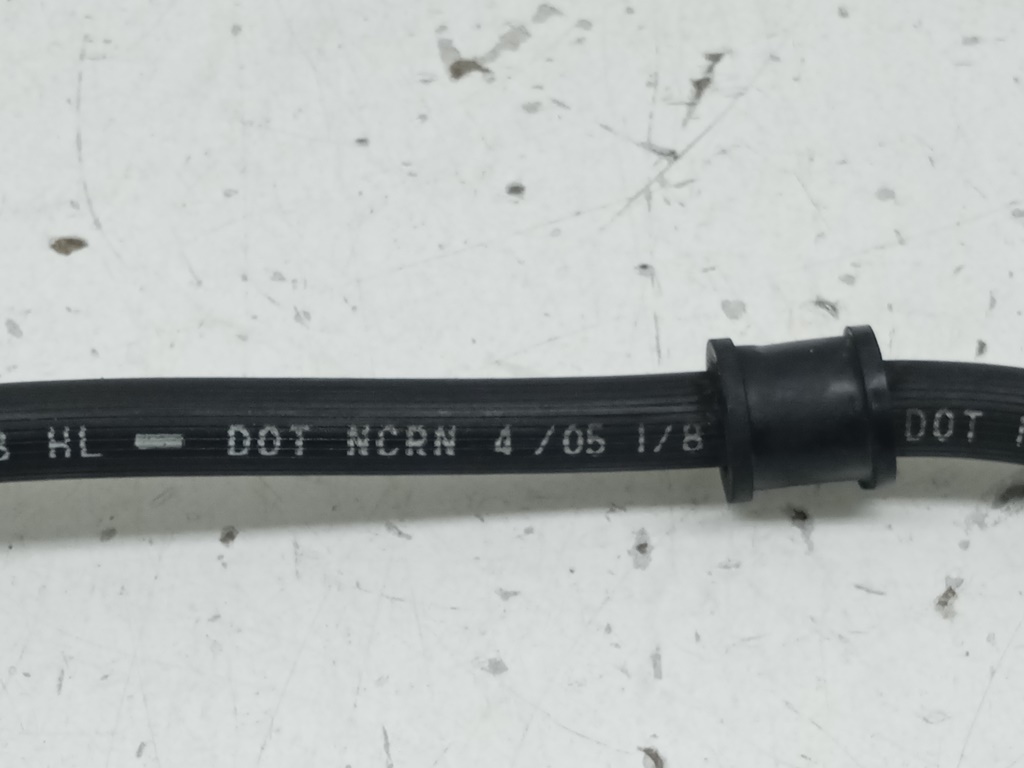 HL — DOT NCRN 4/05 1/8 DOT